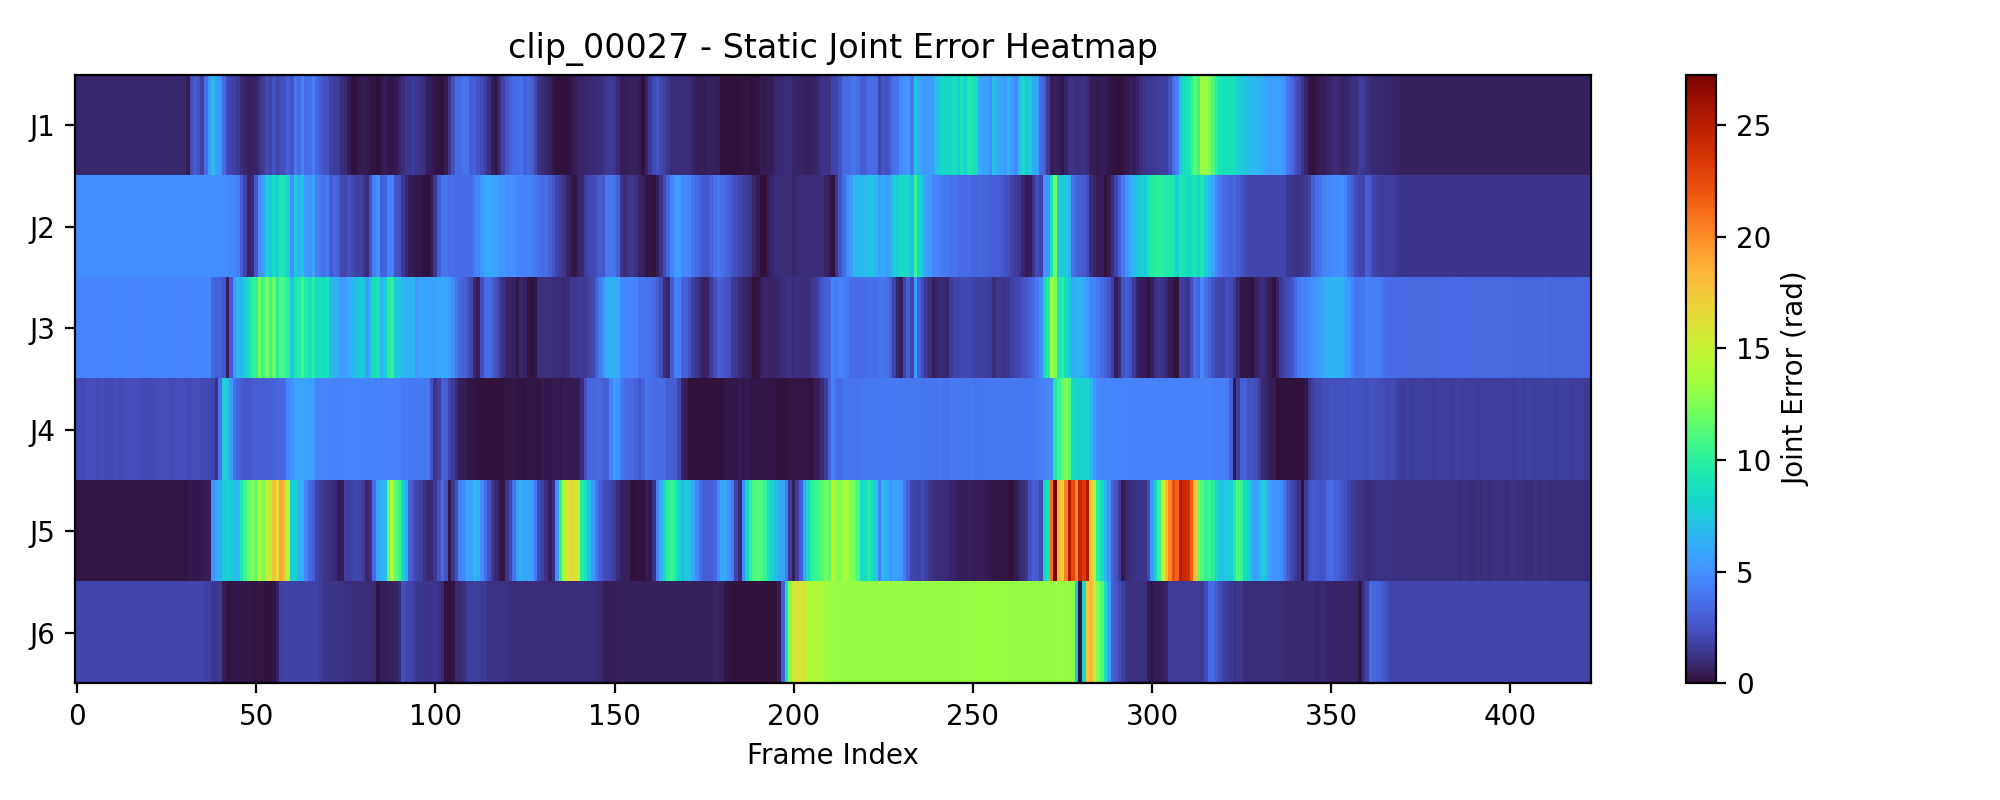 clip_00027 - Static Joint Error Heatmap
J1
J2
J3
J4
J5
J6
0 50 100 150 200 250 300 350 400
Frame Index
25
20
15
10
5
0
Joint Error (rad)